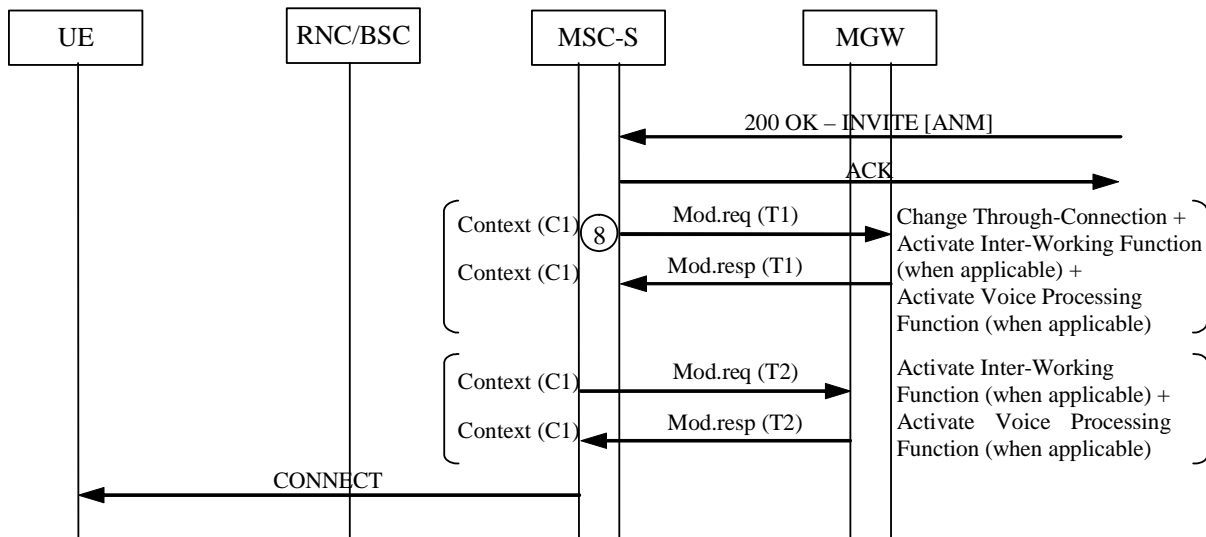 UE
RNC/BSC
MSC-S
MGW
200 OK – INVITE [ANM]
ACK
Context (C1)
8
Mod.req (T1)
Change Through-Connection +
Activate Inter-Working Function
(when applicable) +
Activate Voice Processing
Function (when applicable)
Context (C1)
Mod.resp (T1)
Context (C1)
Mod.req (T2)
Activate Inter-Working
Function (when applicable) +
Activate Voice Processing
Function (when applicable)
Context (C1)
Mod.resp (T2)
CONNECT